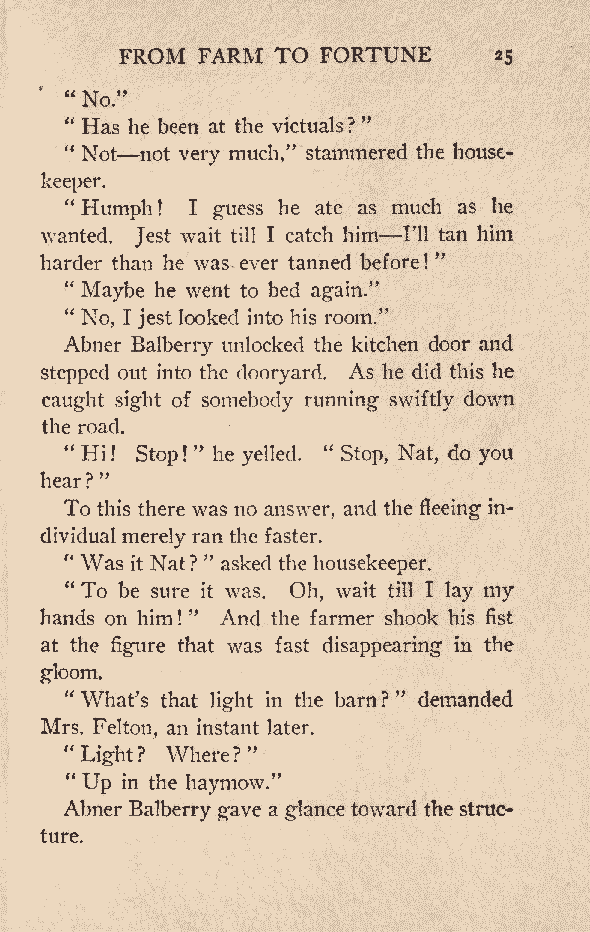 FROM FARM TO FORTUNE 25
“ No.”
“ Has he been at the victuals? ”
“ Not—not very much,” stammered the house-
keeper.
“ Humph! I guess he ate as much as he
wanted. Jest wait till I catch him—I’ll tan him
harder than he was ever tanned before! ”
“ Maybe he went to bed again.”
“ No, I jest looked into his room.”
Abner Balberry unlocked the kitchen door and
stepped out into the dooryard. As he did this he
caught sight of somebody running swiftly down
the road.
“ Hi! Stop! ” he yelled. “ Stop, Nat, do you
hear? ”
To this there was no answer, and the fleeing in-
dividual merely ran the faster.
“ Was it Nat? ” asked the housekeeper.
“ To be sure it was. Oh, wait till I lay my
hands on him! ” And the farmer shook his fist
at the figure that was fast disappearing in the
gloom.
“ What’s that light in the barn? ” demanded
Mrs. Felton, an instant later.
“ Light? Where? ”
“ Up in the haymow.”
Abner Balberry gave a glance toward the struc-
ture.